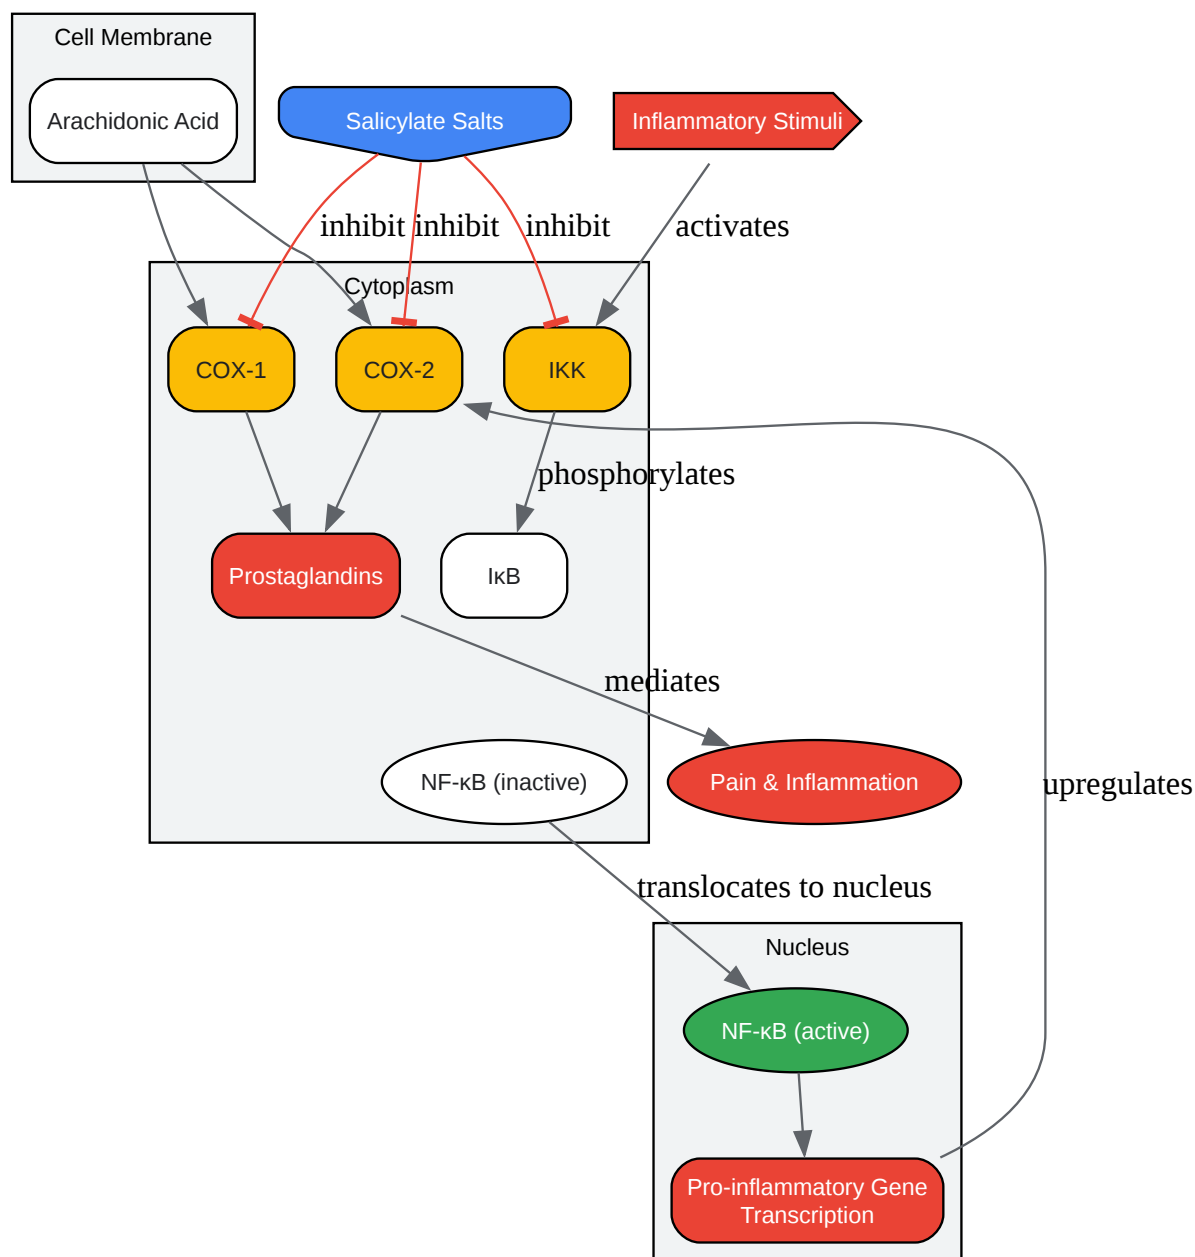 Cell Membrane
Arachidonic Acid
Salicylate Salts
Inflammatory Stimuli
inhibit
inhibit
inhibit
activates
Cytoplasm
COX-1
COX-2
IKK
phosphorylates
Prostaglandins
IκB
mediates
NF-κB (inactive)
Pain & Inflammation
upregulates
translocates to nucleus
Nucleus
NF-κB (active)
Pro-inflammatory Gene
Transcription